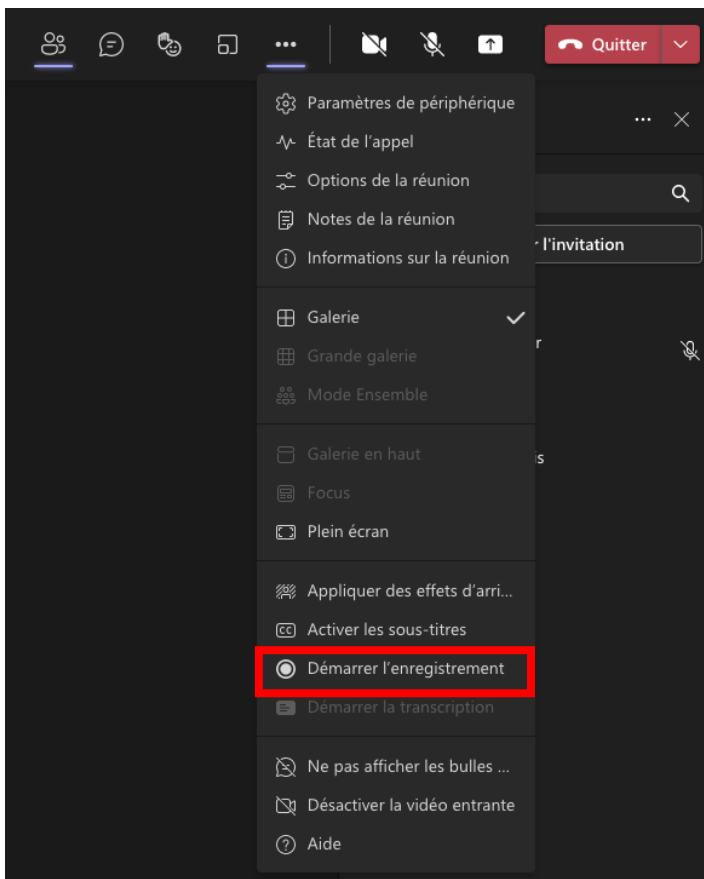 Quitter
Paramètres de périphérique
État de l'appel
Options de la réunion
Notes de la réunion
l'invitation
Informations sur la réunion
Galerie
r
Grande galerie
Mode Ensemble
Galerie en haut
is
Focus
Plein écran
Appliquer des effets d'arri...
CC Activer les sous-titres
Démarrer l'enregistrement
Démarrer la transcription
Ne pas afficher les bulles ...
Désactiver la vidéo entrante
Aide